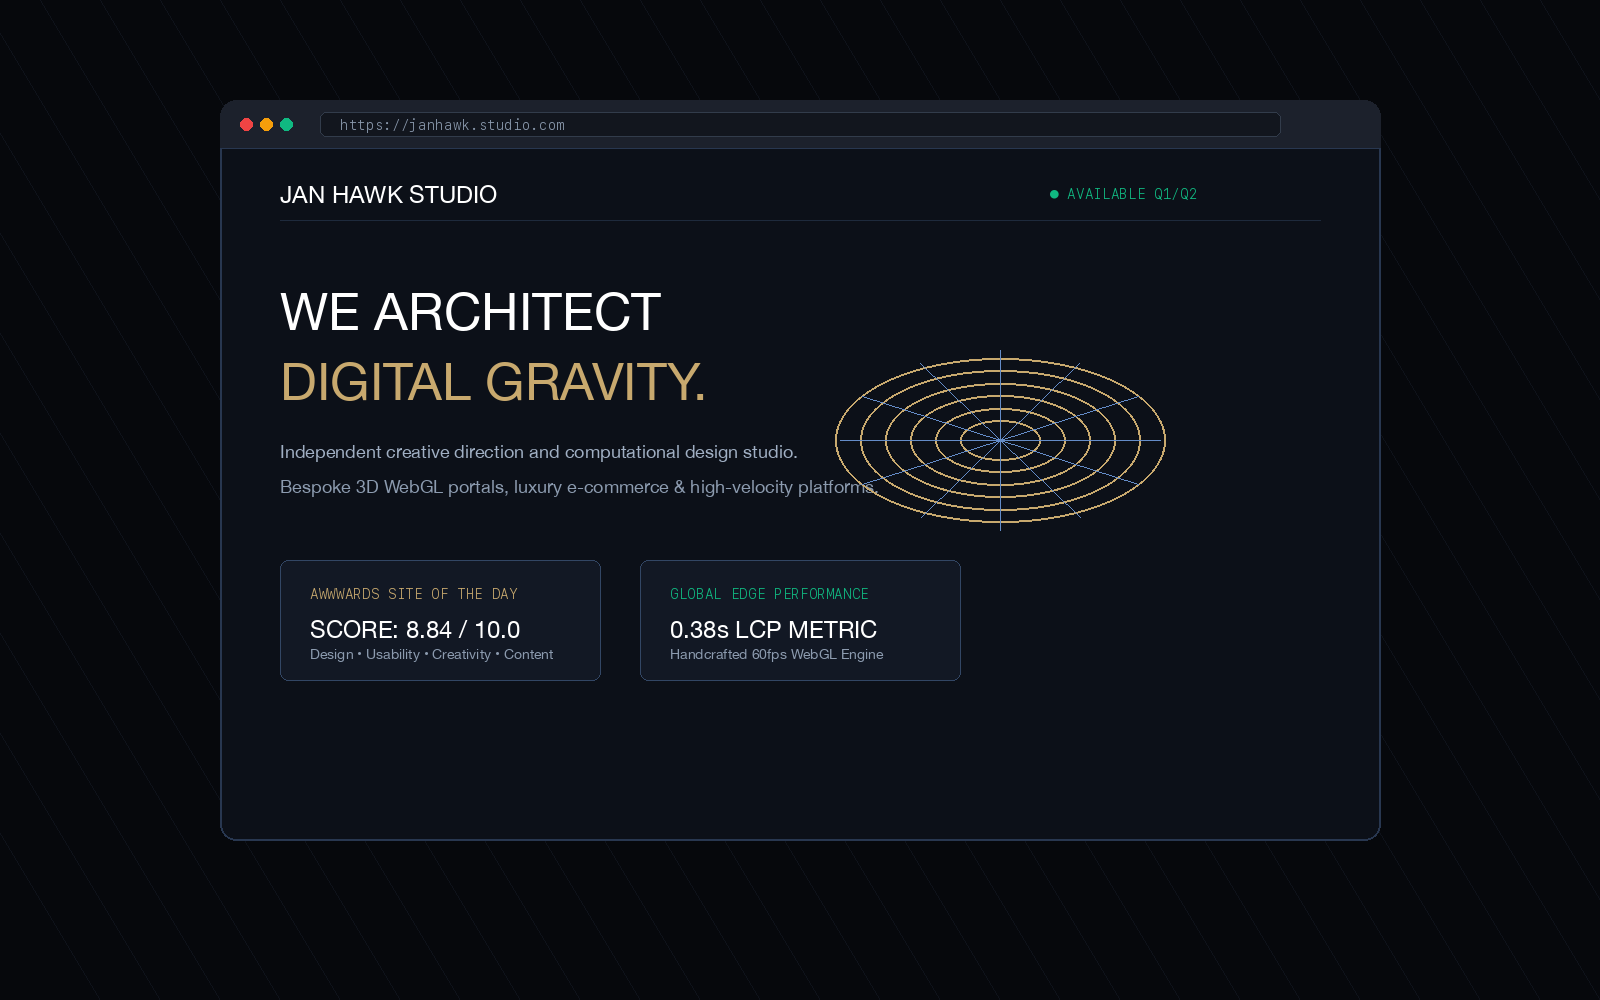 https://janhawk.studio.com
JAN HAWK STUDIO
● AVAILABLE Q1/Q2
WE ARCHITECT
DIGITAL GRAVITY.
Independent creative direction and computational design studio.
Bespoke 3D WebGL portals, luxury e-commerce & high-velocity platforms.
AWWWARDS SITE OF THE DAY
SCORE: 8.84 / 10.0
Design • Usability • Creativity • Content
GLOBAL EDGE PERFORMANCE
0.38s LCP METRIC
Handcrafted 60fps WebGL Engine